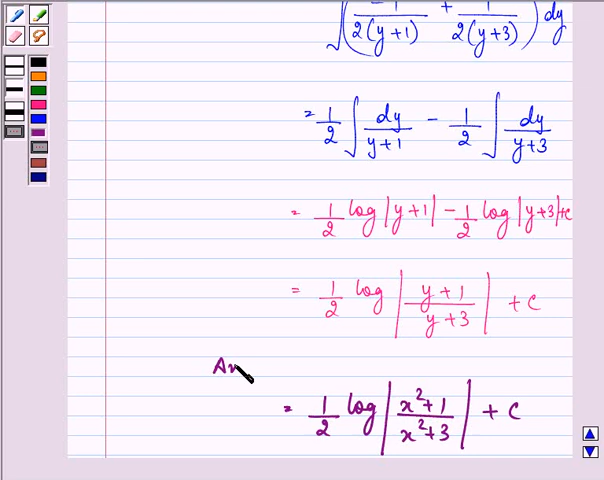 ∫( -1/2(y+1) + 1/2(y+3) ) dy
= 1/2 ∫ dy/y+1 - 1/2 ∫ dy/y+3
= 1/2 log|y+1| - 1/2 log|y+3|+c
= 1/2 log| y+1/y+3 | + c
An
= 1/2 log| x²+1/x²+3 | + c